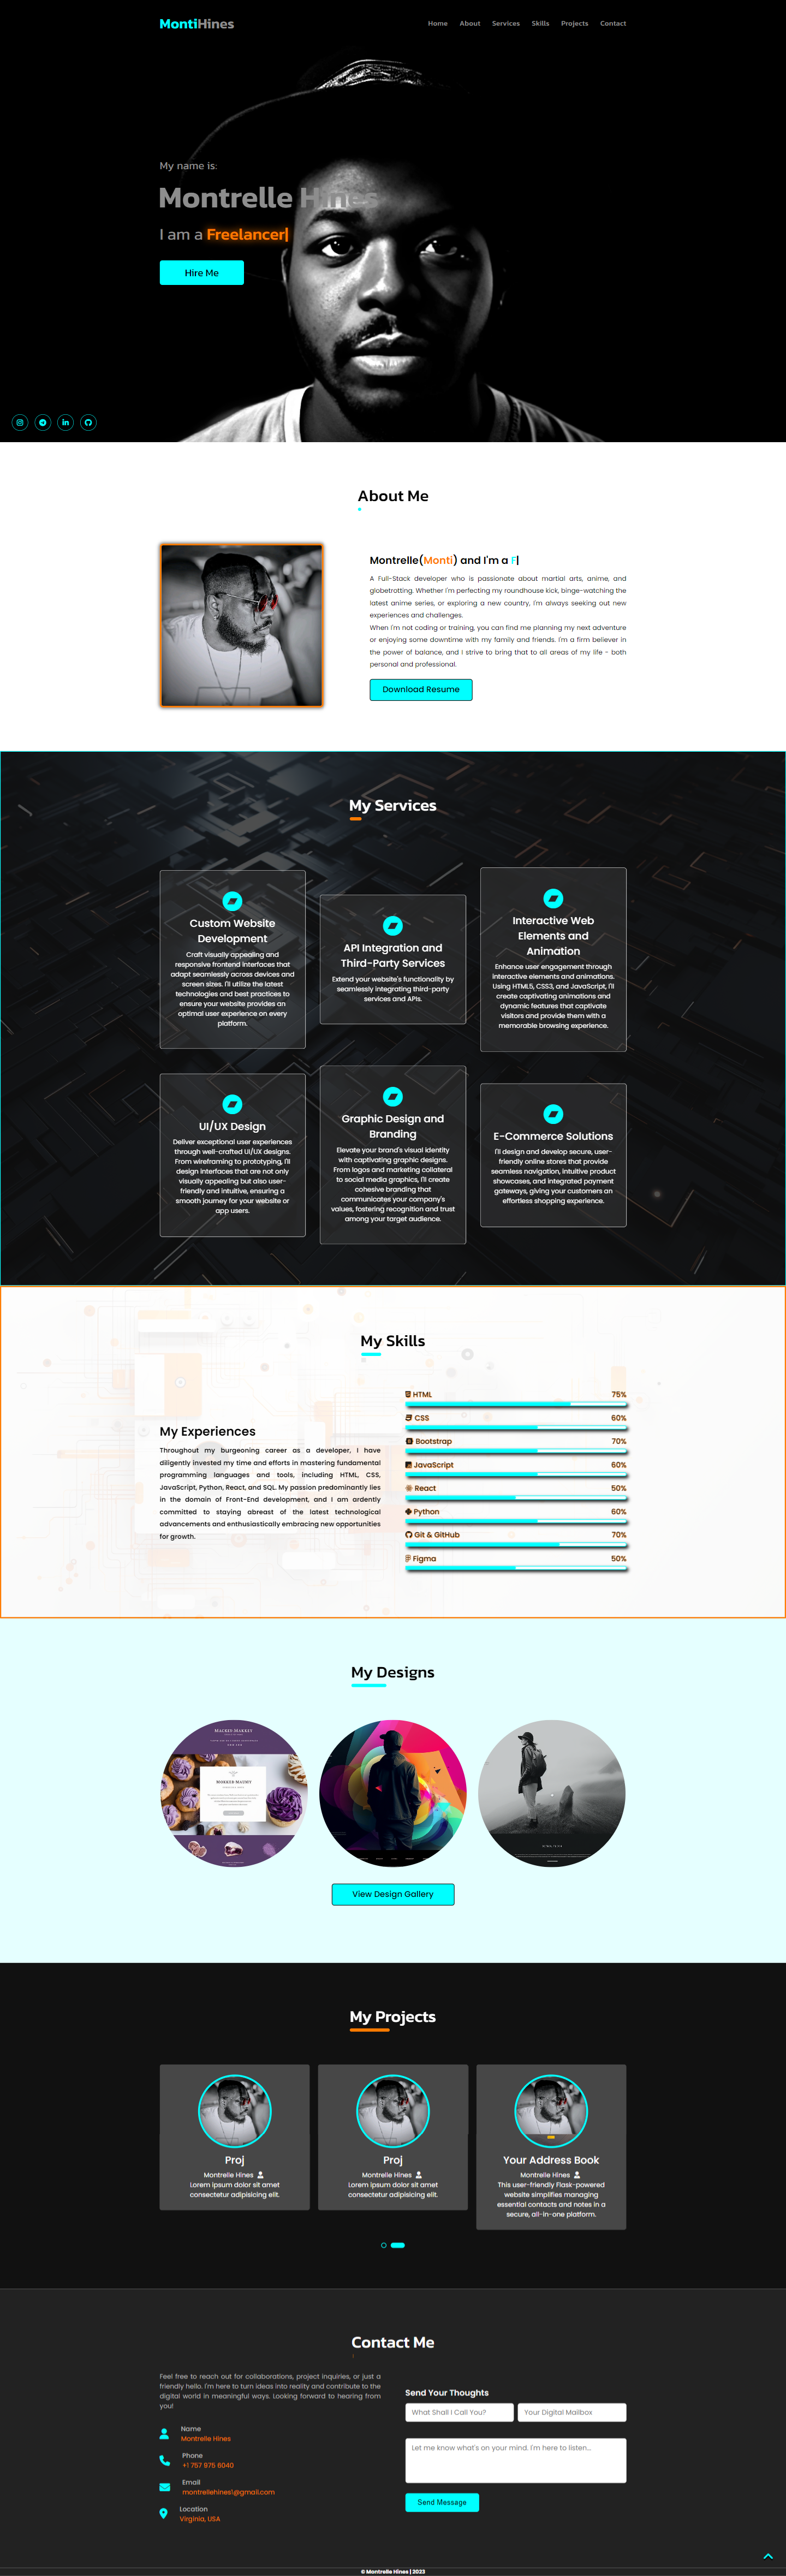 MontiHines
Home About Services Skills Projects Contact
My name is:
Montrelle Hines
I am a Freelancer|
Hire Me
About Me
Montrelle(Monti) and I'm a F|
A Full-Stack developer who is passionate about martial arts, anime, and
globetrotting. Whether I'm perfecting my roundhouse kick, binge-watching the
latest anime series, or exploring a new country, I'm always seeking out new
experiences and challenges.
When I'm not coding or training, you can find me planning my next adventure
or enjoying some downtime with my family and friends. I'm a firm believer in
the power of balance, and I strive to bring that to all areas of my life - both
personal and professional.
Download Resume
My Services
Custom Website
Development
Craft visually appealing and
responsive frontend interfaces that
adapt seamlessly across devices and
screen sizes. I'll utilize the latest
technologies and best practices to
ensure your website provides an
optimal user experience on every
platform.
API Integration and
Third-Party Services
Extend your website's functionality by
seamlessly integrating third-party
services and APIs.
Interactive Web
Elements and
Animation
Enhance user engagement through
interactive elements and animations.
Using HTML5, CSS3, and JavaScript, I'll
create captivating animations and
dynamic features that captivate
visitors and provide them with a
memorable browsing experience.
UI/UX Design
Deliver exceptional user experiences
through well-crafted UI/UX designs.
From wireframing to prototyping, I'll
design interfaces that are not only
visually appealing but also user-
friendly and intuitive, ensuring a
smooth journey for your website or
app users.
Graphic Design and
Branding
Elevate your brand's visual identity
with captivating graphic designs.
From logos and marketing collateral
to social media graphics, I'll create
cohesive branding that
communicates your company's
values, fostering recognition and trust
among your target audience.
E-Commerce Solutions
I'll design and develop secure, user-
friendly online stores that provide
seamless navigation, intuitive product
showcases, and integrated payment
gateways, giving your customers an
effortless shopping experience.
My Skills
My Experiences
Throughout my burgeoning career as a developer, I have
diligently invested my time and efforts in mastering fundamental
programming languages and tools, including HTML, CSS,
JavaScript, Python, React, and SQL. My passion predominantly lies
in the domain of Front-End development, and I am ardently
committed to staying abreast of the latest technological
advancements and enthusiastically embracing new opportunities
for growth.
HTML 75%
CSS 60%
Bootstrap 70%
JavaScript 60%
React 50%
Python 60%
Git & GitHub 70%
Figma 50%
My Designs
View Design Gallery
My Projects
Proj
Montrelle Hines
Lorem ipsum dolor sit amet
consectetur adipisicing elit.
Proj
Montrelle Hines
Lorem ipsum dolor sit amet
consectetur adipisicing elit.
Your Address Book
Montrelle Hines
This user-friendly Flask-powered
website simplifies managing
essential contacts and notes in a
secure, all-in-one platform.
Contact Me
Feel free to reach out for collaborations, project inquiries, or just a
friendly hello. I'm here to turn ideas into reality and contribute to the
digital world in meaningful ways. Looking forward to hearing from
you!
Name
Montrelle Hines
Phone
+1 757 975 6040
Email
montrellehines1@gmail.com
Location
Virginia, USA
Send Your Thoughts
What Shall I Call You? Your Digital Mailbox
Let me know what's on your mind. I'm here to listen...
Send Message
© Montrelle Hines | 2023